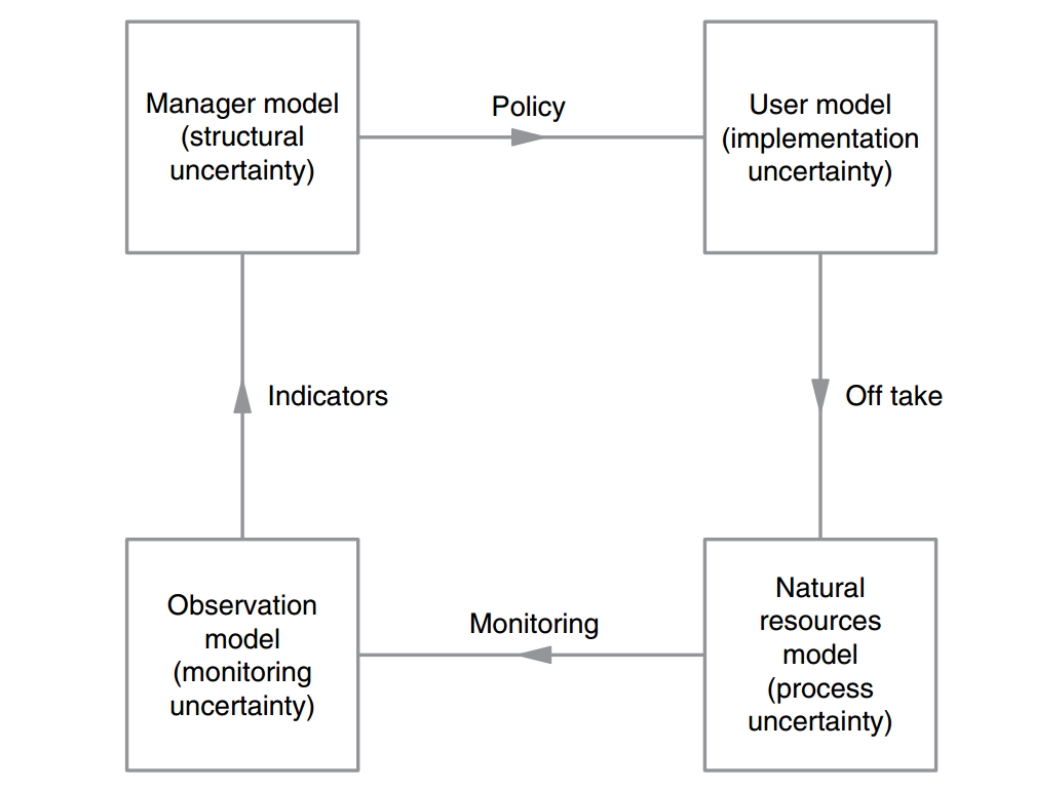 Manager model
(structural
uncertainty)
Policy
User model
(implementation
uncertainty)
Indicators
Off take
Observation
model
(monitoring
uncertainty)
Monitoring
Natural
resources
model
(process
uncertainty)